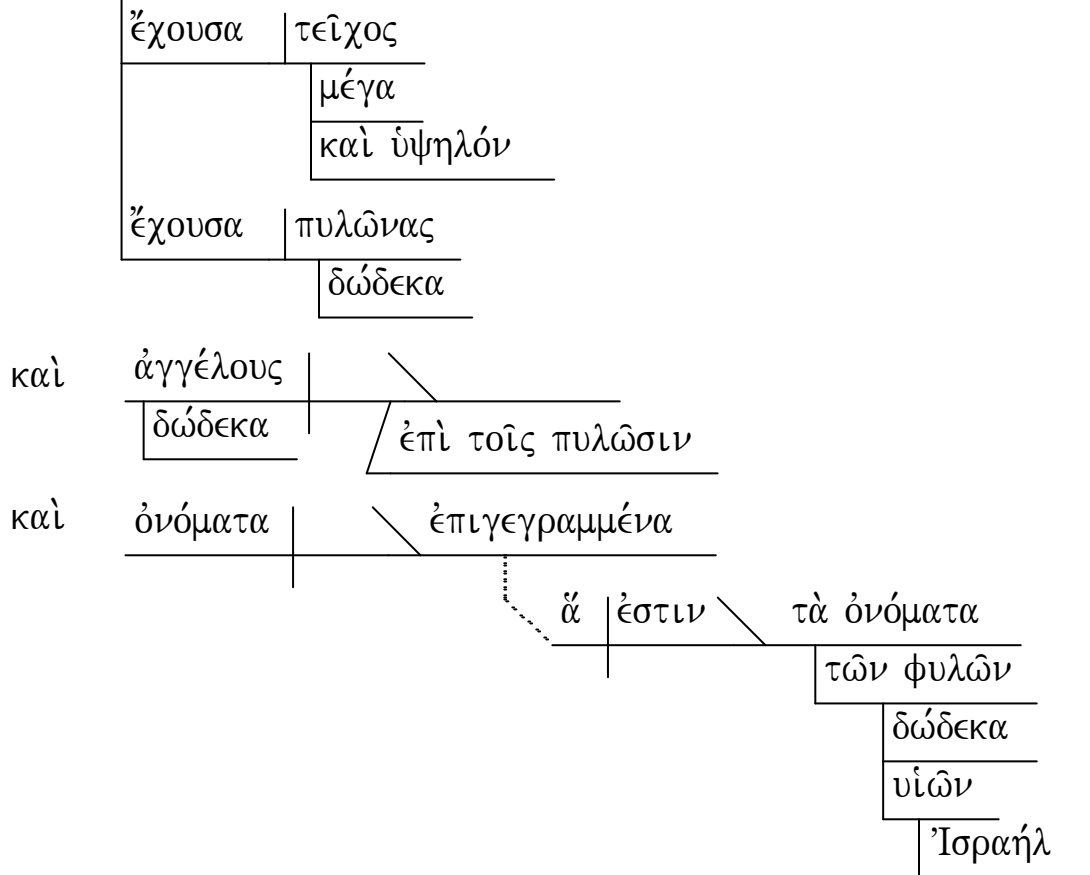 ἔχουσα τεῖχος
μέγα
καὶ ὑψηλόν
ἔχουσα πυλῶνας
δώδεκα
καὶ ἀγγέλους
δώδεκα
ἐπὶ τοῖς πυλῶσιν
καὶ ὀνόματα ἐπιγεγραμμένα
ἅ ἐστιν τὰ ὀνόματα
τῶν φυλῶν
δώδεκα
υἱῶν
Ἰσραήλ